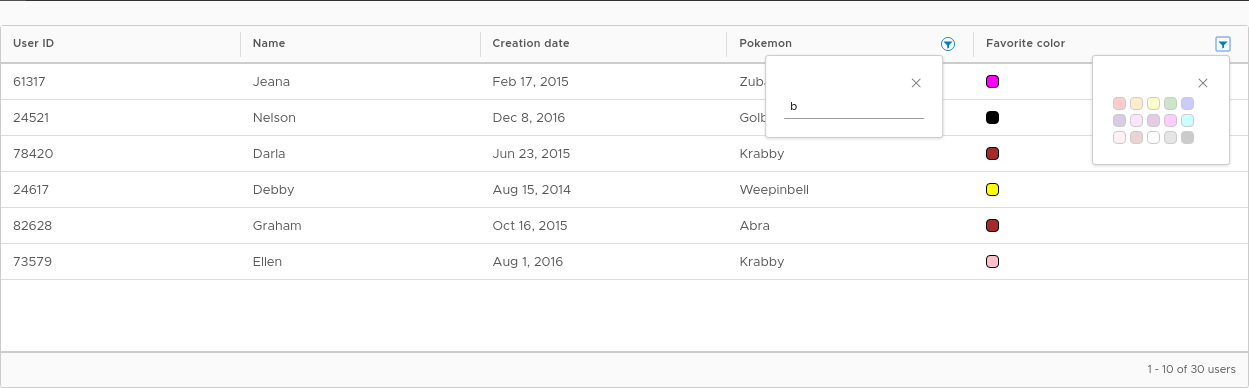 User ID Name Creation date Pokemon Favorite color
61317 Jeana Feb 17, 2015 Zuba
b
24521 Nelson Dec 8, 2016 Golb
78420 Darla Jun 23, 2015 Krabby
24617 Debby Aug 15, 2014 Weepinbell
82628 Graham Oct 16, 2015 Abra
73579 Ellen Aug 1, 2016 Krabby
1 - 10 of 30 users